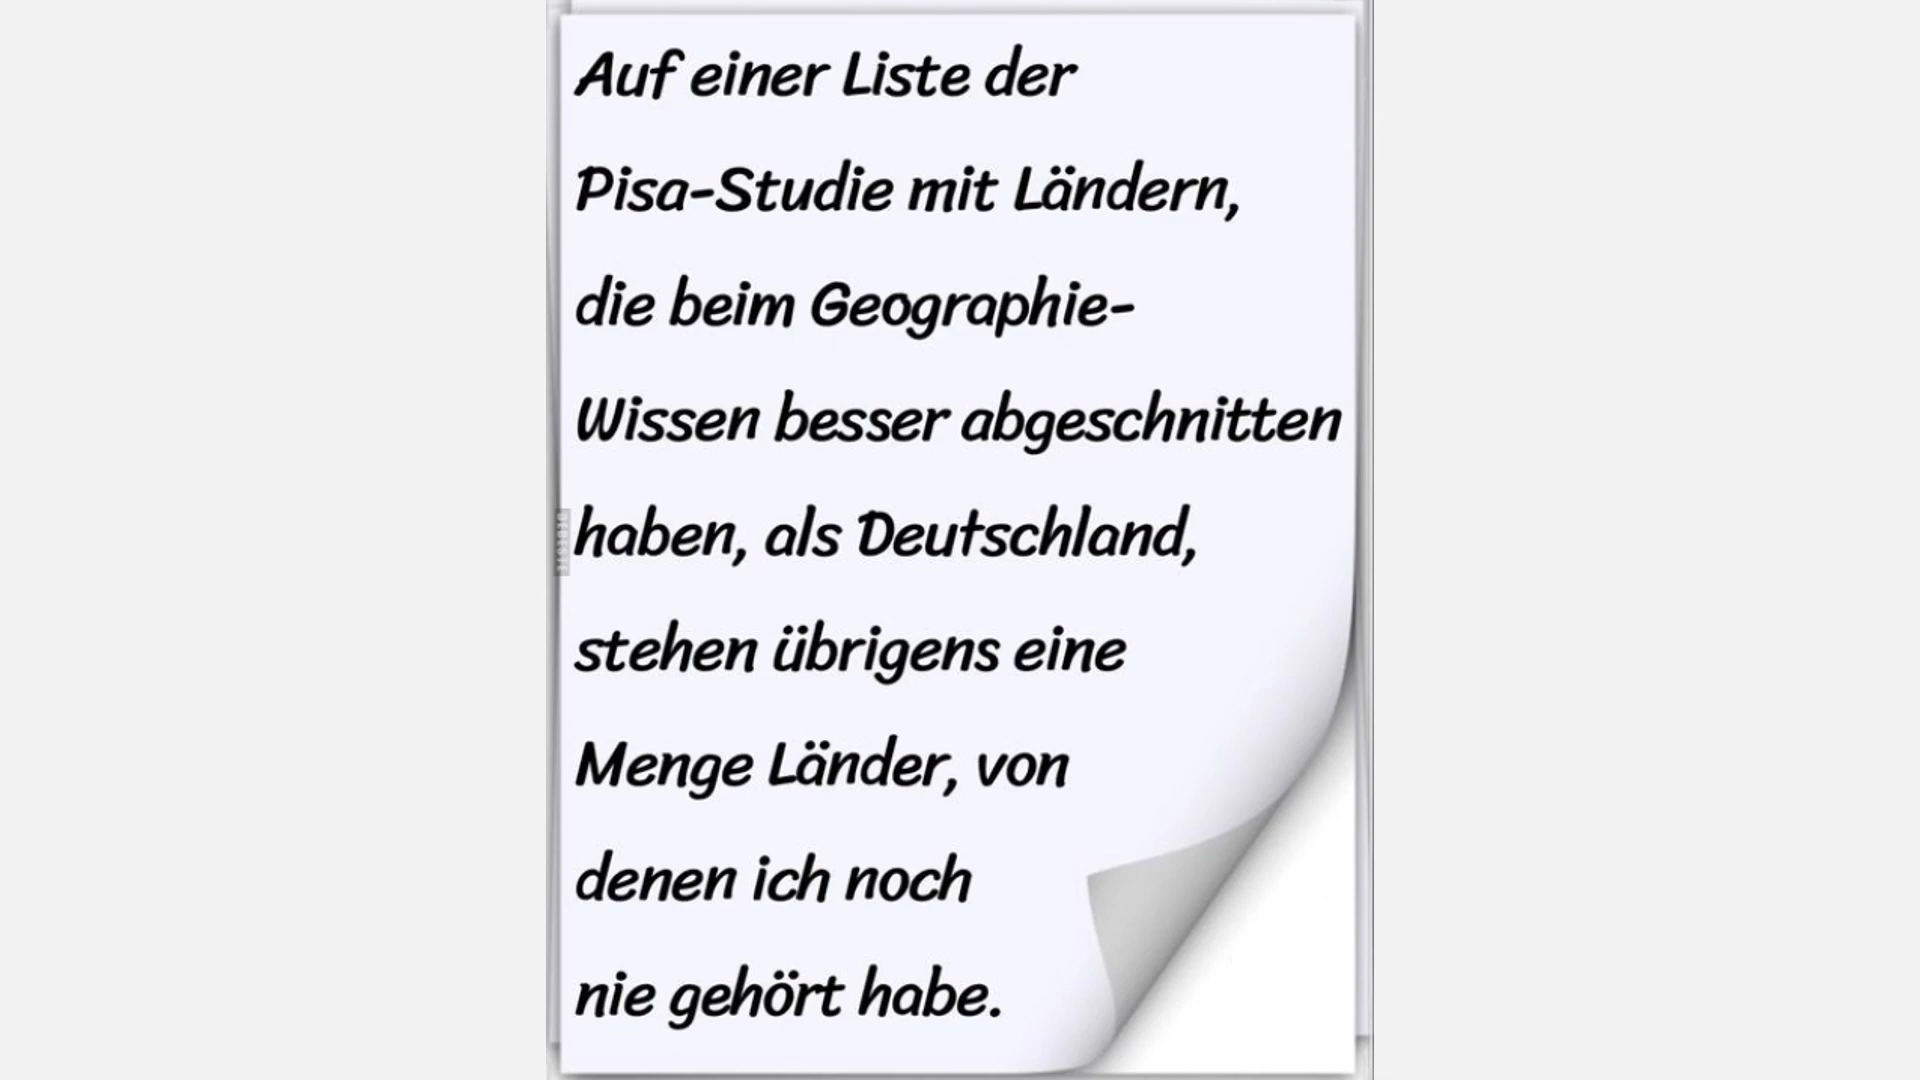 Auf einer Liste der
Pisa-Studie mit Ländern,
die beim Geographie-
Wissen besser abgeschnitten
haben, als Deutschland,
stehen übrigens eine
Menge Länder, von
denen ich noch
nie gehört habe.
DEBESTE